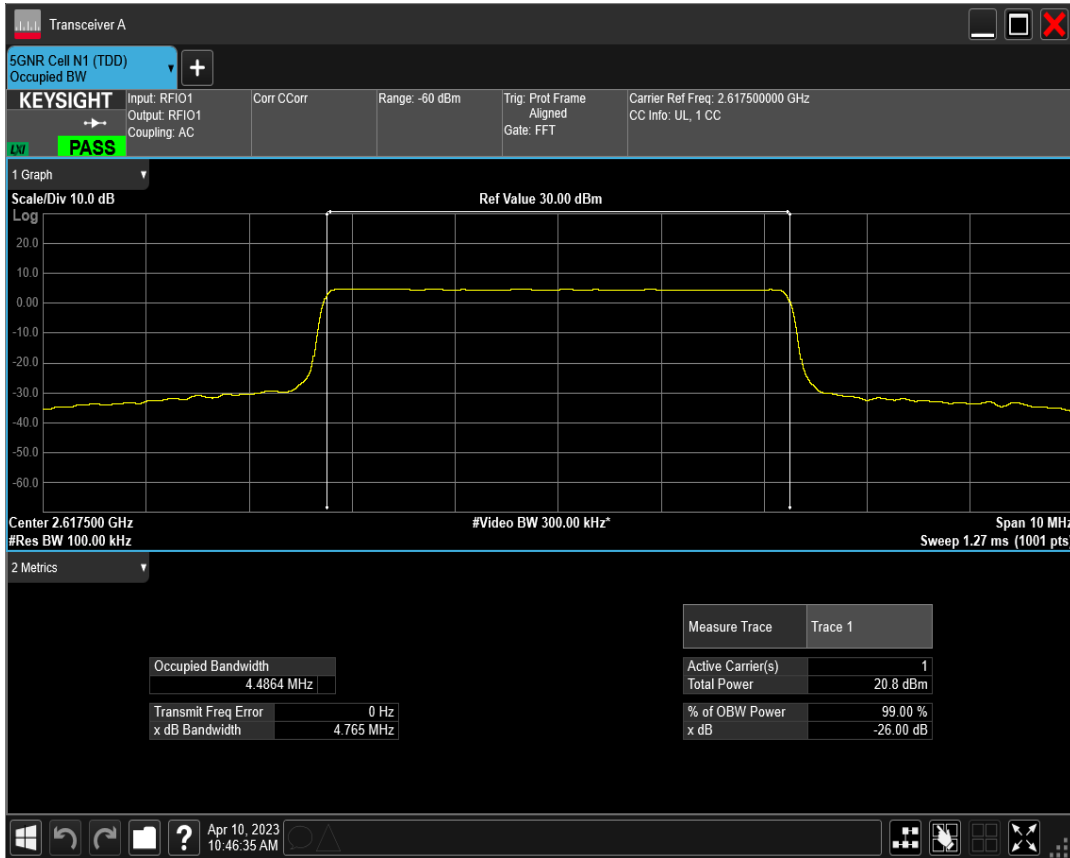 Transceiver A
5GNR Cell N1 (TDD)
Occupied BW
+
KEYSIGHT
LXI
PASS
Input: RFIO1
Output: RFIO1
Coupling: AC
Corr CCorr
Range: -60 dBm
Trig: Prot Frame
Aligned
Gate: FFT
Carrier Ref Freq: 2.617500000 GHz
CC Info: UL, 1 CC
1 Graph
Scale/Div 10.0 dB
Ref Value 30.00 dBm
Log
20.0
10.0
0.00
-10.0
-20.0
-30.0
-40.0
-50.0
-60.0
Center 2.617500 GHz
#Video BW 300.00 kHz*
Span 10 MHz
#Res BW 100.00 kHz
Sweep 1.27 ms (1001 pts)
2 Metrics
Measure Trace
Trace 1
Occupied Bandwidth
4.4864 MHz
Transmit Freq Error
0 Hz
x dB Bandwidth
4.765 MHz
Active Carrier(s)
1
Total Power
20.8 dBm
% of OBW Power
99.00 %
x dB
-26.00 dB
?
Apr 10, 2023
10:46:35 AM